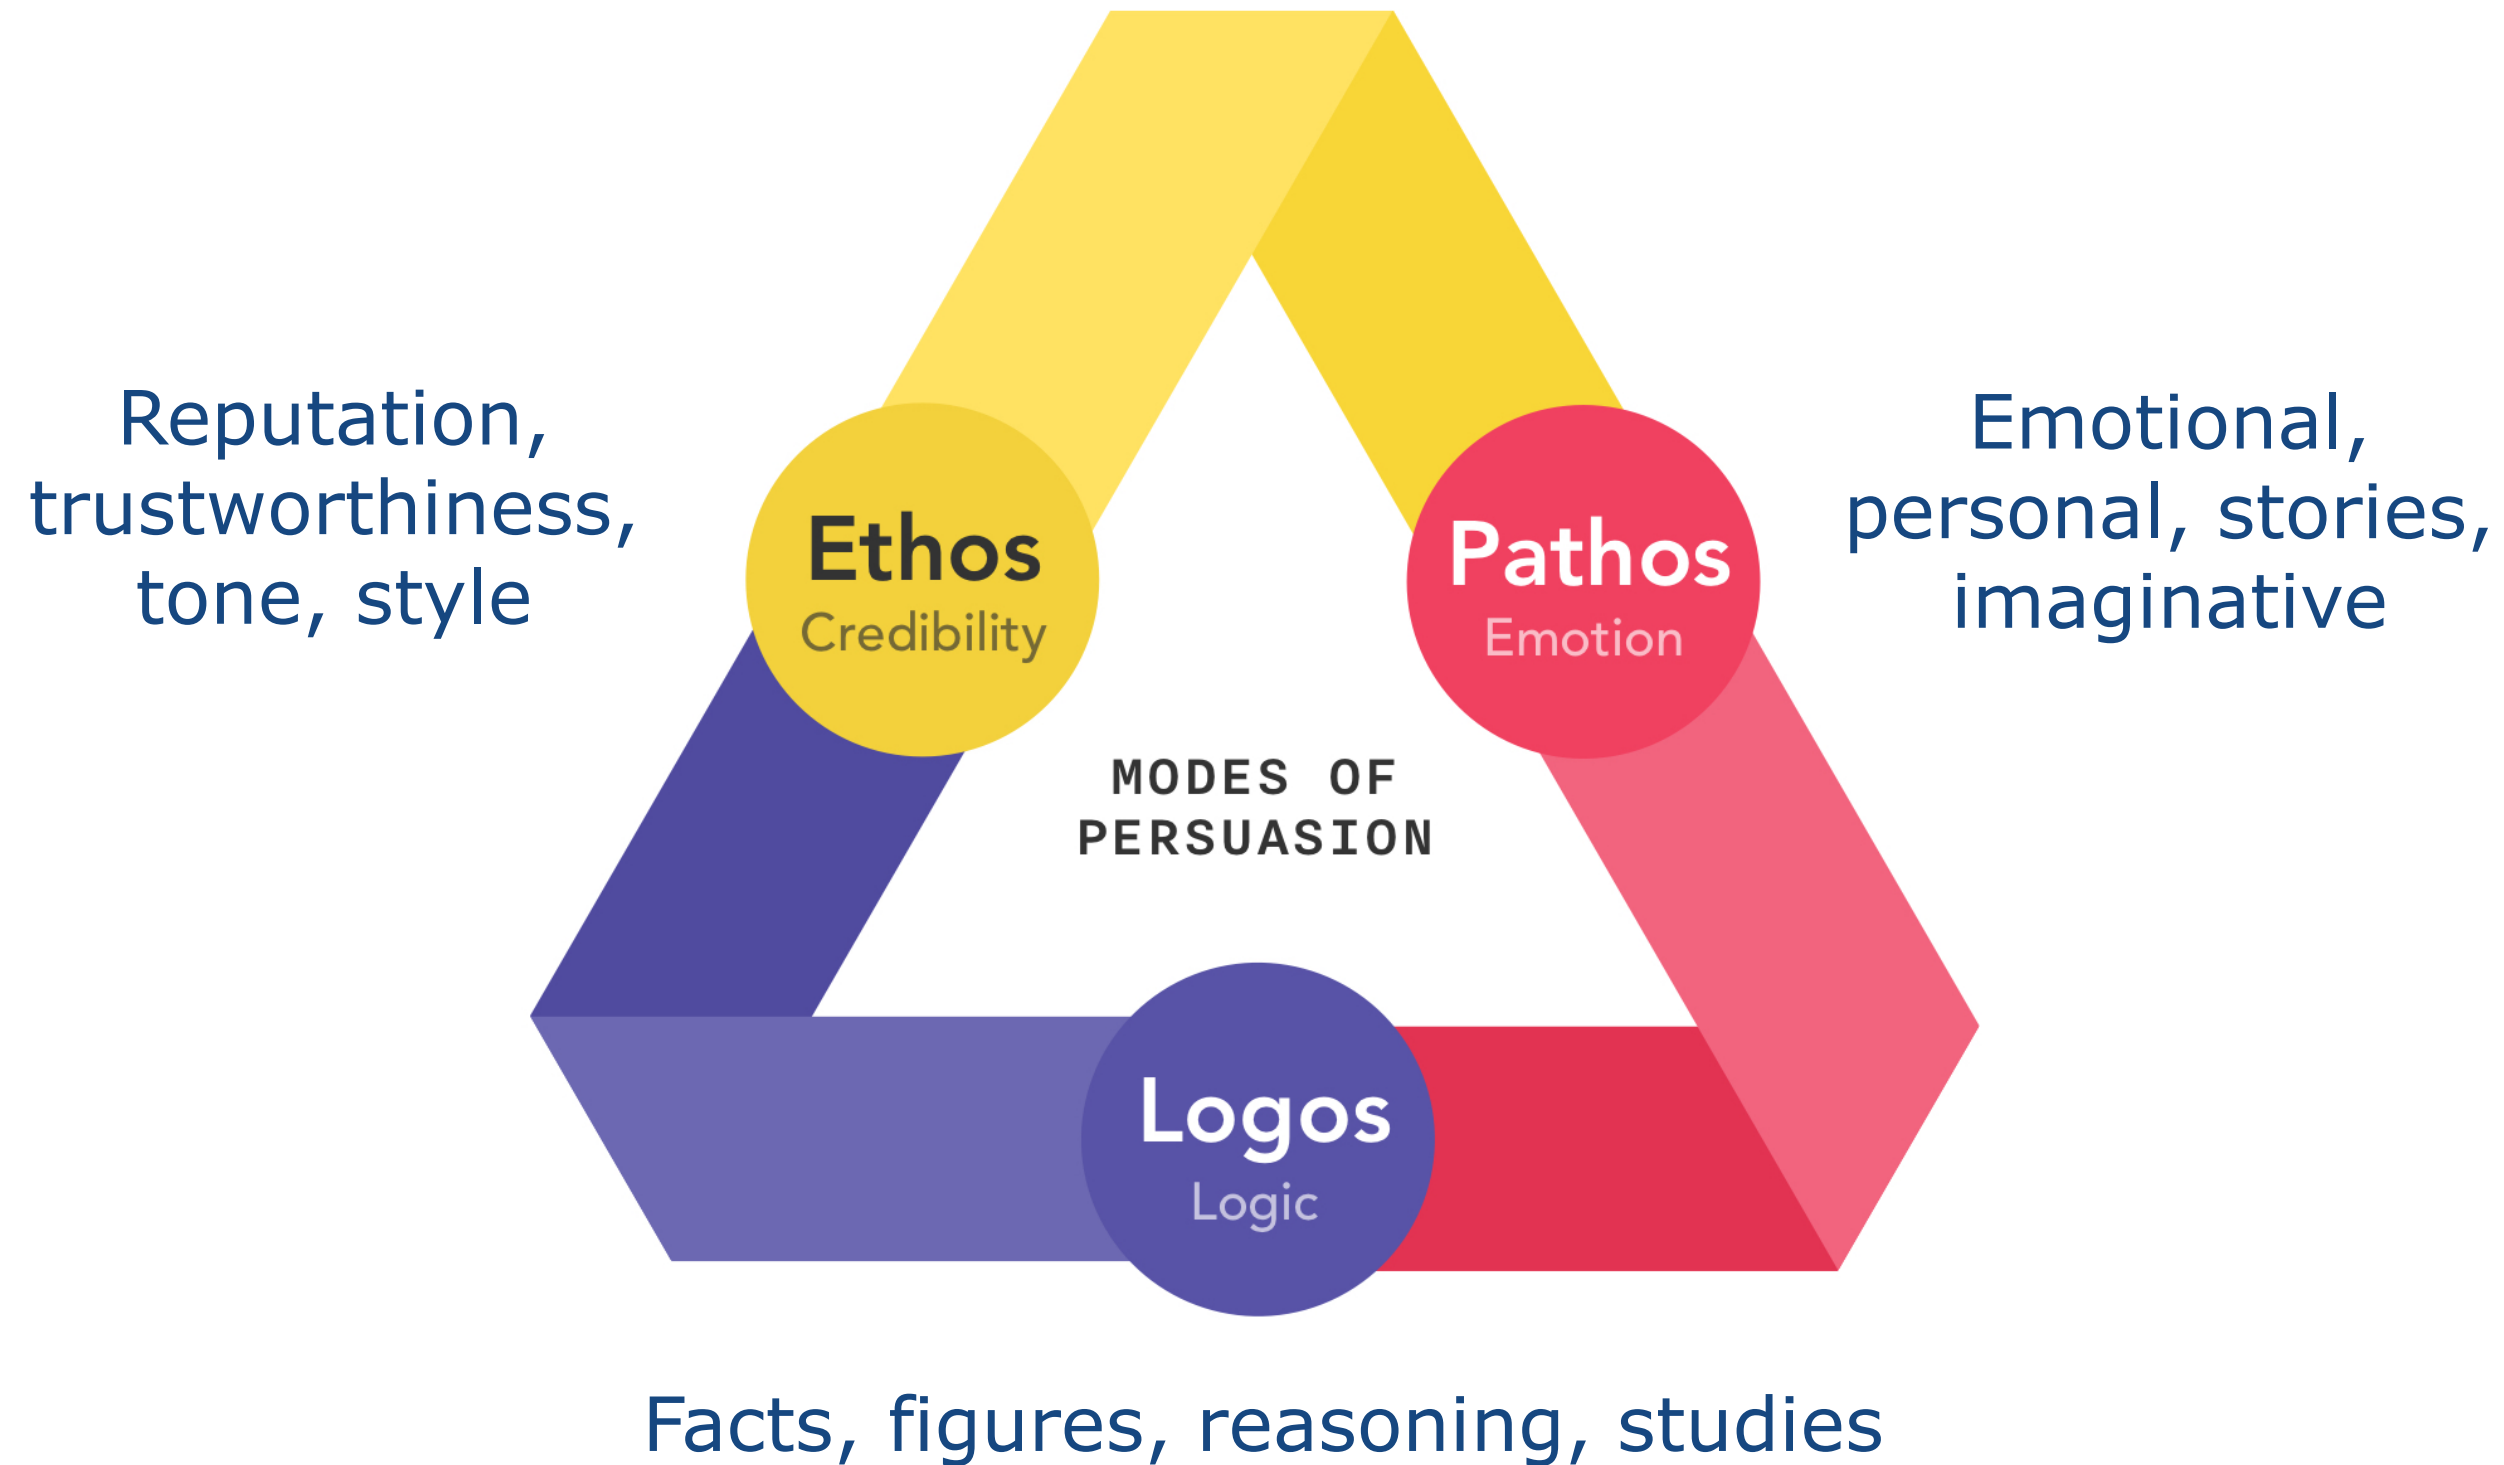 Reputation,
trustworthiness,
tone, style
Ethos
Credibility
Pathos
Emotion
Emotional,
personal, stories,
imaginative
MODES OF
PERSUASION
Logos
Logic
Facts, figures, reasoning, studies